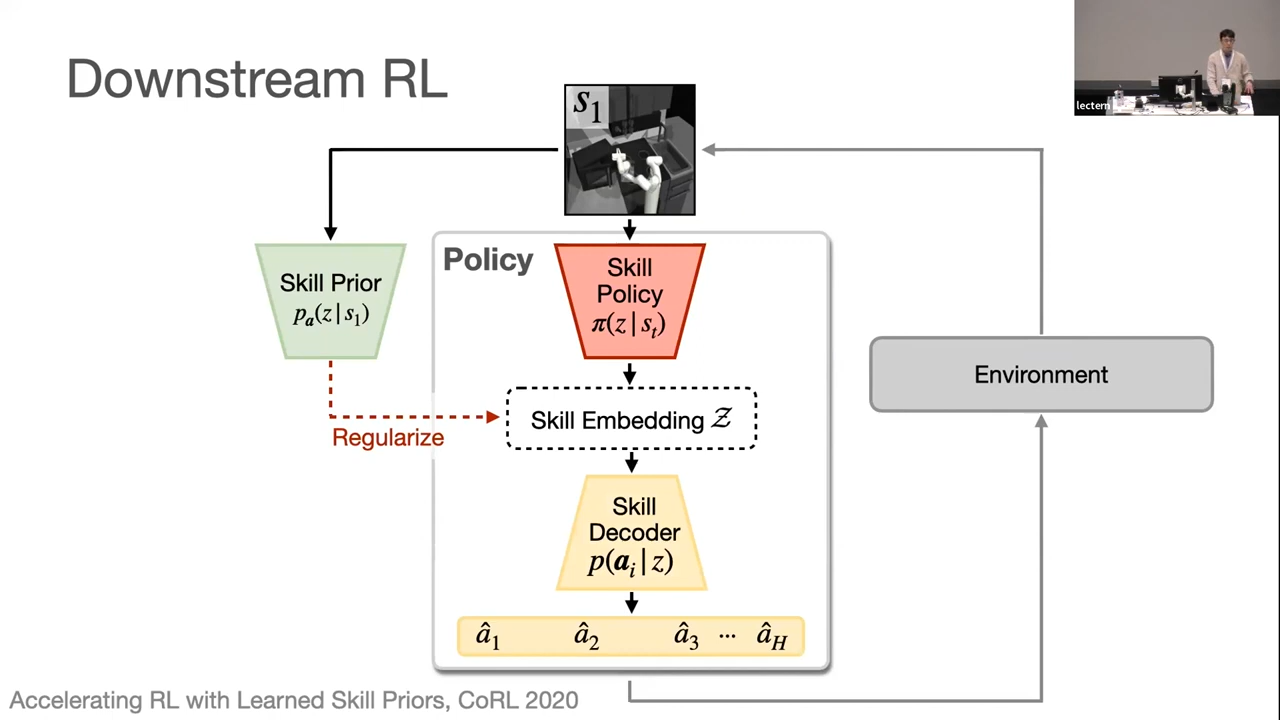 Downstream RL
lectern
s₁
Policy
Skill Prior
pₐ(z|s₁)
Skill
Policy
π(z|sₜ)
Environment
Skill Embedding Ƶ
Regularize
Skill
Decoder
p(aᵢ|z)
â₁ â₂ â₃ ··· â_H
Accelerating RL with Learned Skill Priors, CoRL 2020